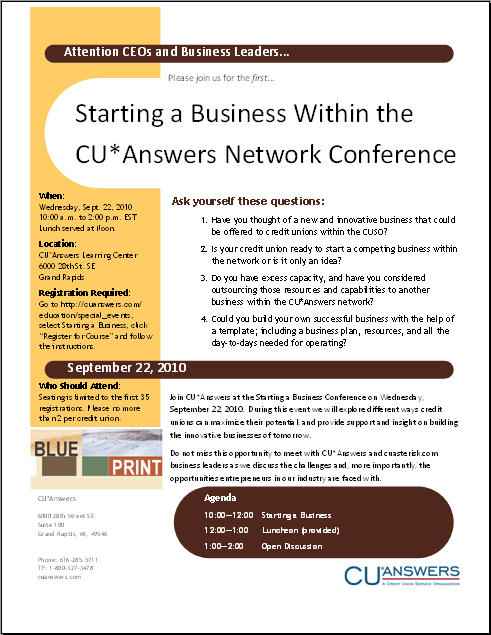 Attention CEOs and Business Leaders...
Please join us for the first...
Starting a Business Within the
CU*Answers Network Conference
When:
Wednesday, Sept. 22, 2010
10:00 a.m. to 2:00 p.m. EST
Lunch served at Noon.
Location:
CU*Answers Learning Center
6000 28th St. SE
Grand Rapids
Registration Required:
Go to http://cuanswers.com/
education/special_events,
select Starting a Business, click
"Register for Course" and follow
the instructions.
Ask yourself these questions:
1. Have you thought of a new and innovative business that could
be offered to credit unions within the CUSO?
2. Is your credit union ready to start a competing business within
the network or is it only an idea?
3. Do you have excess capacity, and have you considered
outsourcing those resources and capabilities to another
business within the CU*Answers network?
4. Could you build your own successful business with the help of
a template; including a business plan, resources, and all the
day-to-days needed for operating?
September 22, 2010
Who Should Attend:
Seating is limited to the first 35
registrations. Please no more
than 2 per credit union.
Join CU*Answers at the Starting a Business Conference on Wednesday,
September 22, 2010. During this event we will explore different ways credit
unions can maximize their potential, and provide support and insight on building
the innovative businesses of tomorrow.
Do not miss this opportunity to meet with CU*Answers and cuasterisk.com
business leaders as we discuss the challenges and, more importantly, the
opportunities entrepreneurs in our industry are faced with.
BLUE
PRINT
CU*Answers
6000 28th Street SE
Suite 100
Grand Rapids, MI, 49546
Phone: 616-285-5711
TF: 1-800-327-3478
cuanswers.com
Agenda
10:00—12:00 Starting a Business
12:00—1:00 Luncheon (provided)
1:00—2:00 Open Discussion
CU*ANSWERS
A CREDIT UNION SERVICE ORGANIZATION